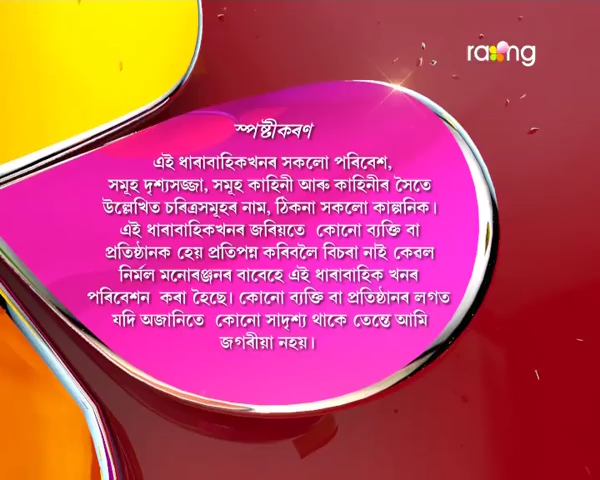 rang
স্পষ্টীকৰণ
এই ধাৰাবাহিকখনৰ সকলো পৰিবেশ,
সমূহ দৃশ্যসজ্জা, সমূহ কাহিনী আৰু কাহিনীৰ সৈতে
উল্লেখিত চৰিত্ৰসমূহৰ নাম, ঠিকনা সকলো কাল্পনিক।
এই ধাৰাবাহিকখনৰ জৰিয়তে কোনো ব্যক্তি বা
প্ৰতিষ্ঠানক হেয় প্ৰতিপন্ন কৰিবলৈ বিচৰা নাই কেৱল
নিৰ্মল মনোৰঞ্জনৰ বাবেহে এই ধাৰাবাহিক খনৰ
পৰিবেশন কৰা হৈছে। কোনো ব্যক্তি বা প্ৰতিষ্ঠানৰ লগত
যদি অজানিতে কোনো সাদৃশ্য থাকে তেন্তে আমি
জগৰীয়া নহয়।